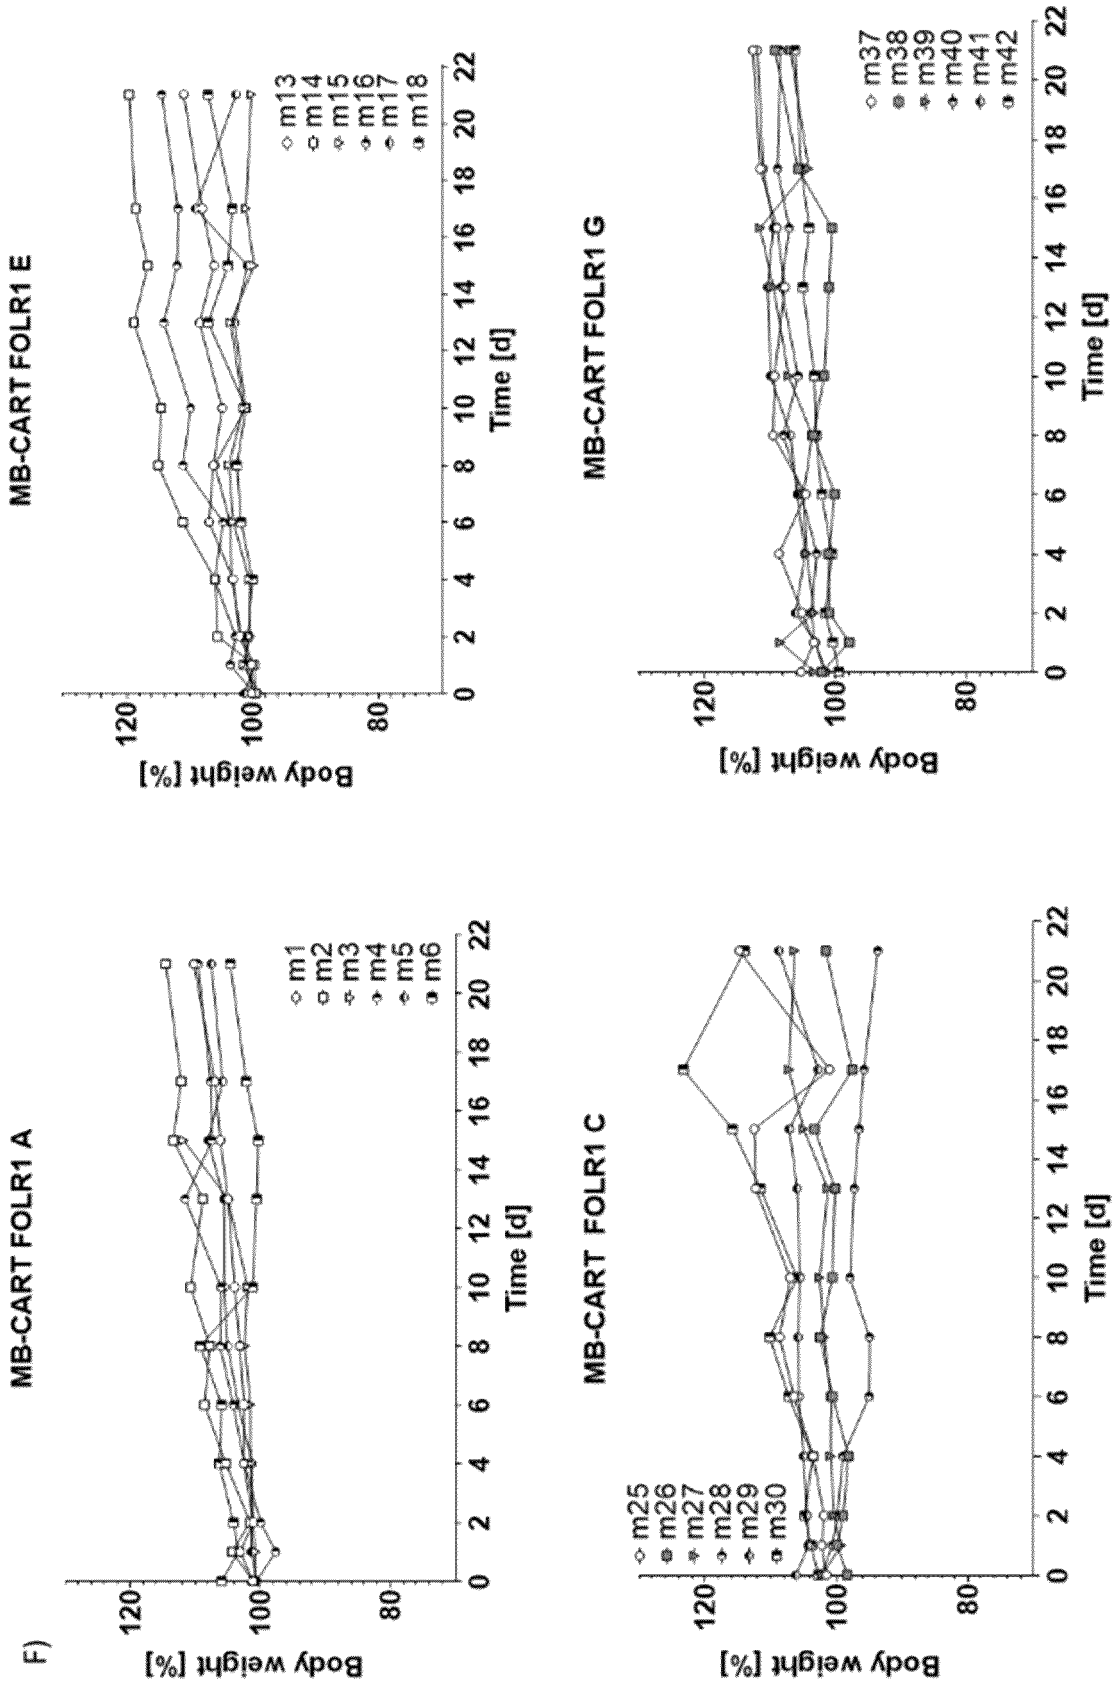 F)
MB-CART FOLR1 A
Body weight [%]
120
100
80
0 2 4 6 8 10 12 14 16 18 20 22
Time [d]
m1
m2
m3
m4
m5
m6
MB-CART FOLR1 E
Body weight [%]
120
100
80
0 2 4 6 8 10 12 14 16 18 20 22
Time [d]
m13
m14
m15
m16
m17
m18
MB-CART FOLR1 C
Body weight [%]
120
100
80
0 2 4 6 8 10 12 14 16 18 20 22
Time [d]
m25
m26
m27
m28
m29
m30
MB-CART FOLR1 G
Body weight [%]
120
100
80
0 2 4 6 8 10 12 14 16 18 20 22
Time [d]
m37
m38
m39
m40
m41
m42